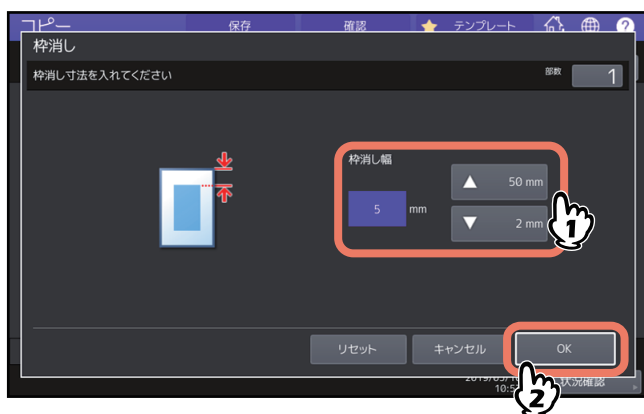 コピー 保存 確認 テンプレート ?
枠消し
枠消し寸法を入れてください 部数 1
枠消し幅
▲ 50 mm
5 mm
▼ 2 mm
1
リセット キャンセル OK
状況確認
2